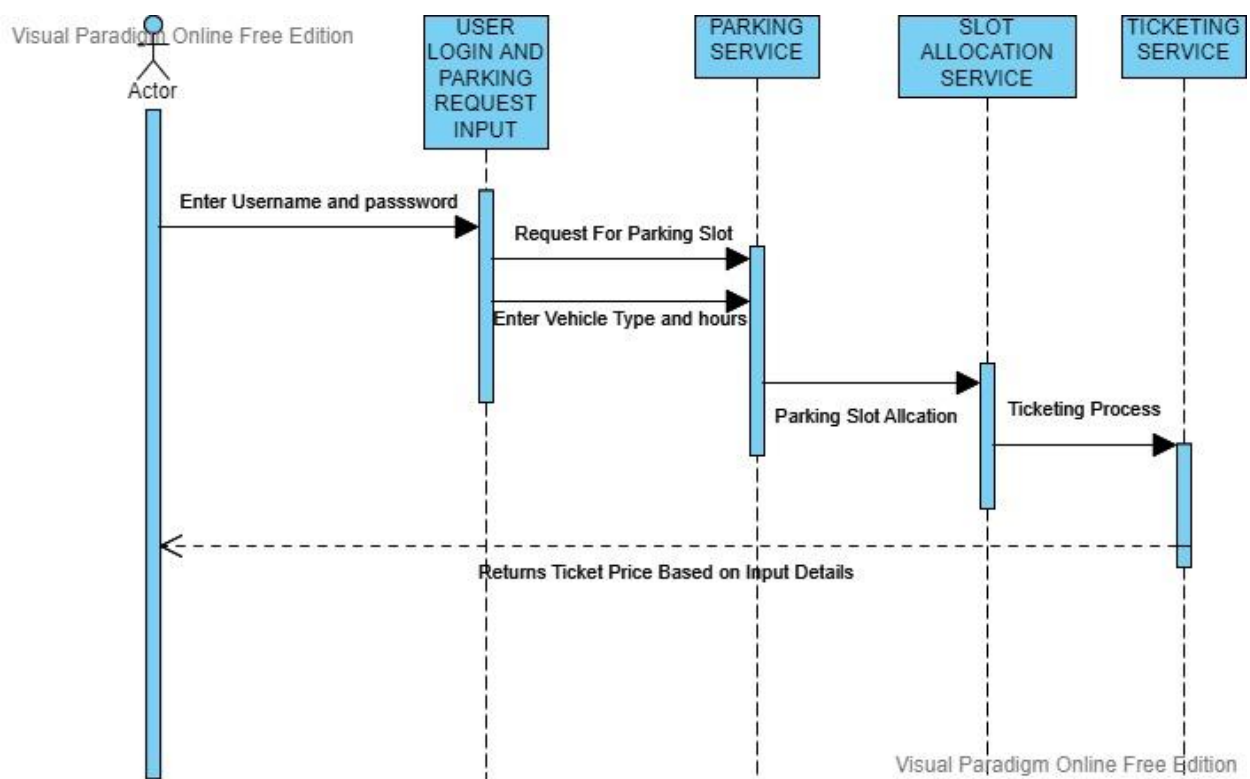 Visual Paradigm Online Free Edition
Actor
USER
LOGIN AND
PARKING
REQUEST
INPUT
PARKING
SERVICE
SLOT
ALLOCATION
SERVICE
TICKETING
SERVICE
Enter Username and passsword
Request For Parking Slot
Enter Vehicle Type and hours
Parking Slot Allcation
Ticketing Process
Returns Ticket Price Based on Input Details
Visual Paradigm Online Free Edition